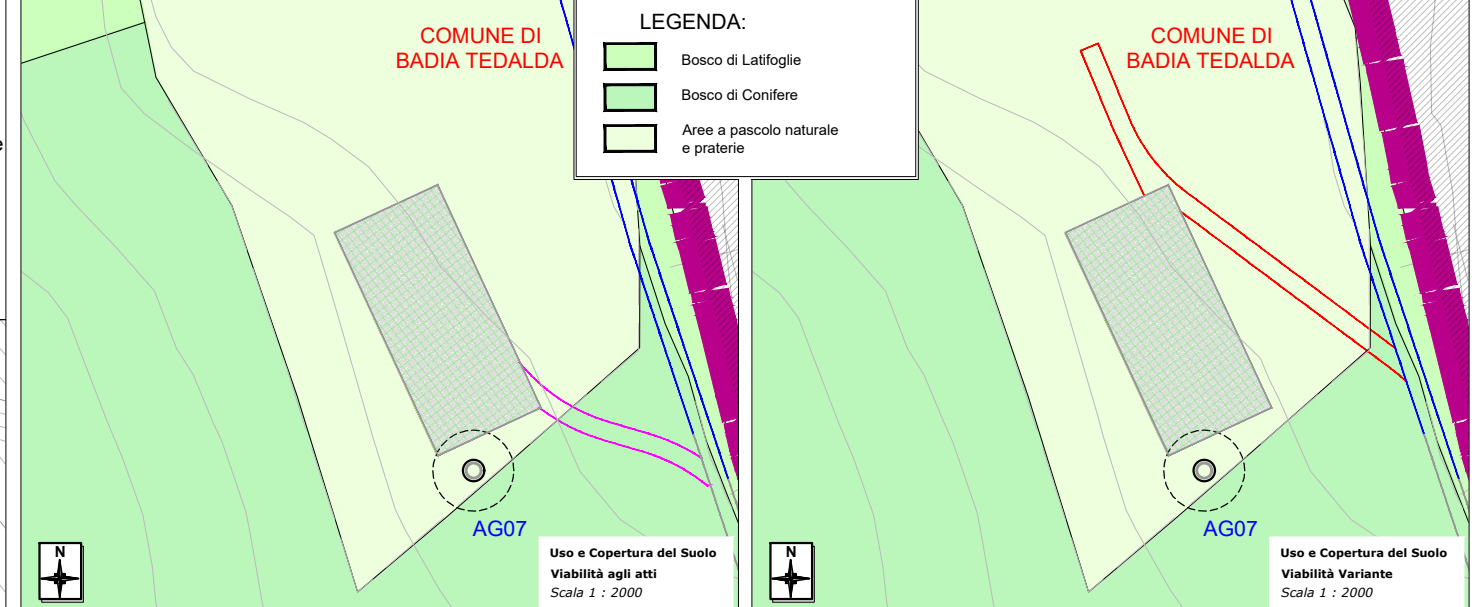 COMUNE DI
BADIA TEDALDA
LEGENDA:
Bosco di Latifoglie
Bosco di Conifere
Aree a pascolo naturale
e praterie
COMUNE DI
BADIA TEDALDA
e
AG07
N
Uso e Copertura del Suolo
Viabilità agli atti
Scala 1 : 2000
AG07
N
Uso e Copertura del Suolo
Viabilità Variante
Scala 1 : 2000